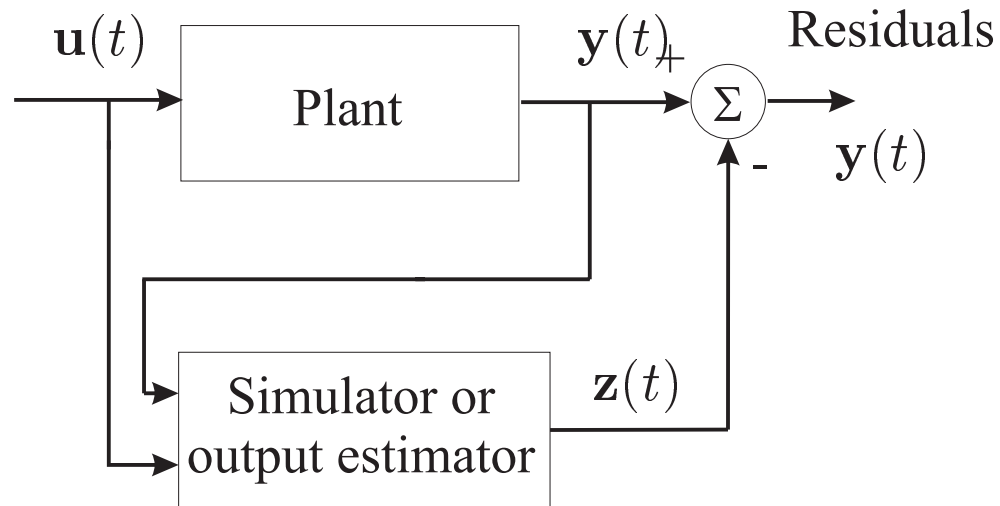 u(t)
Plant
y(t)
+
Σ
Residuals
y(t)
-
Simulator or
output estimator
z(t)